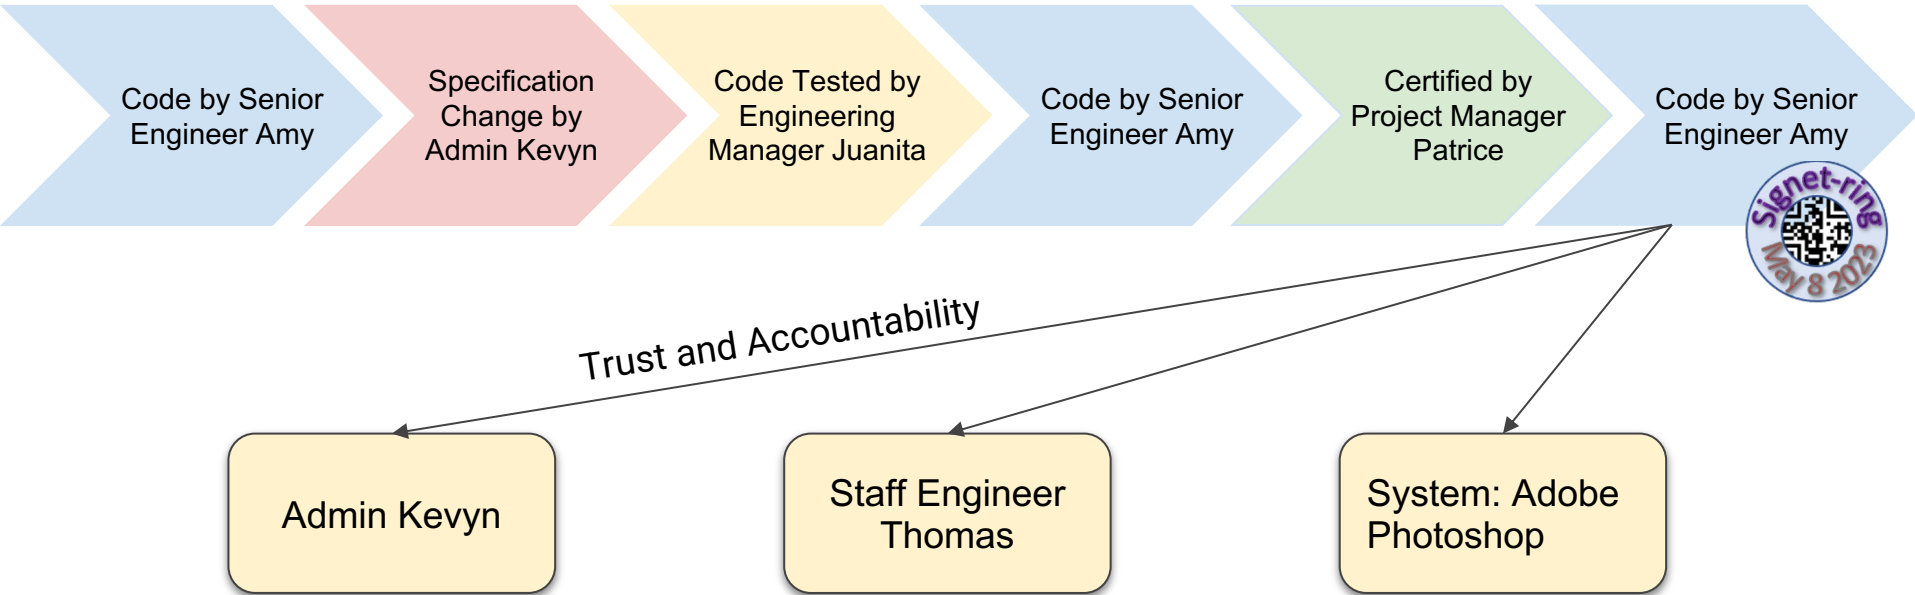 Code by Senior
Engineer Amy
Specification
Change by
Admin Kevyn
Code Tested by
Engineering
Manager Juanita
Code by Senior
Engineer Amy
Certified by
Project Manager
Patrice
Code by Senior
Engineer Amy
Signet-ring
May 8 2023
Trust and Accountability
Admin Kevyn
Staff Engineer
Thomas
System: Adobe
Photoshop